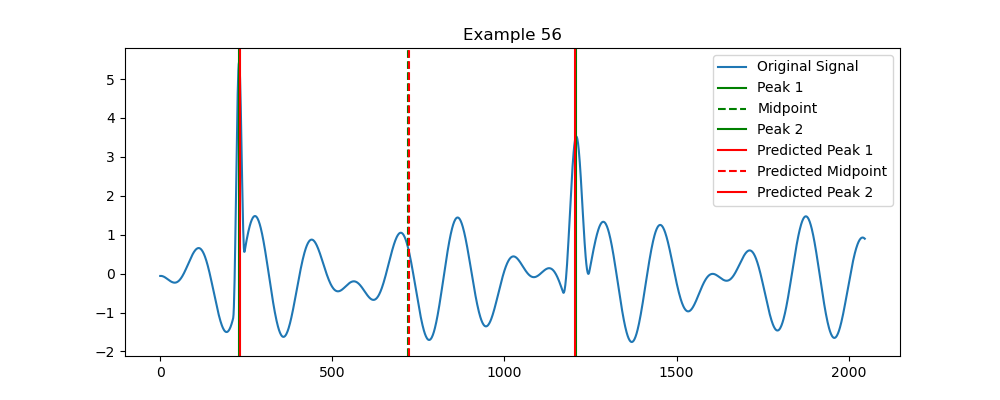 Example 56
Original Signal
Peak 1
Midpoint
Peak 2
Predicted Peak 1
Predicted Midpoint
Predicted Peak 2
5
4
3
2
1
0
−1
−2
0 500 1000 1500 2000